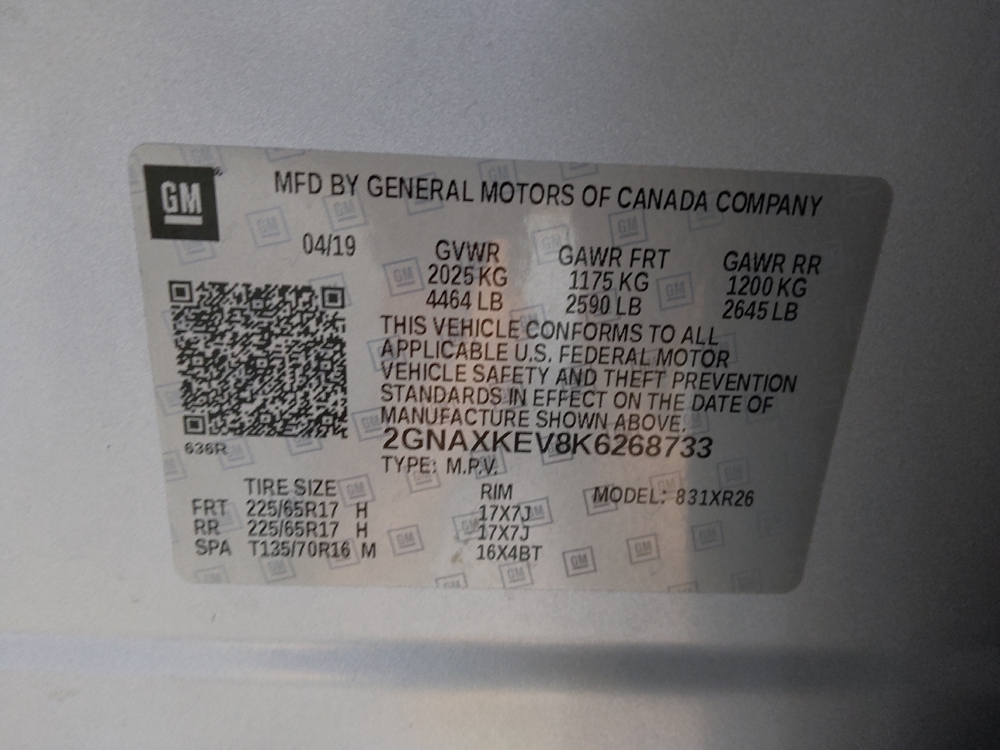 GM
MFD BY GENERAL MOTORS OF CANADA COMPANY
04/19 GVWR GAWR FRT GAWR RR
2025 KG 1175 KG 1200 KG
4464 LB 2590 LB 2645 LB
THIS VEHICLE CONFORMS TO ALL
APPLICABLE U.S. FEDERAL MOTOR
VEHICLE SAFETY AND THEFT PREVENTION
STANDARDS IN EFFECT ON THE DATE OF
MANUFACTURE SHOWN ABOVE.
636R
2GNAXKEV8K6268733
TYPE: M.P.V.
TIRE SIZE RIM MODEL: 831XR26
FRT 225/65R17 H 17X7J
RR 225/65R17 H 17X7J
SPA T135/70R16 M 16X4BT